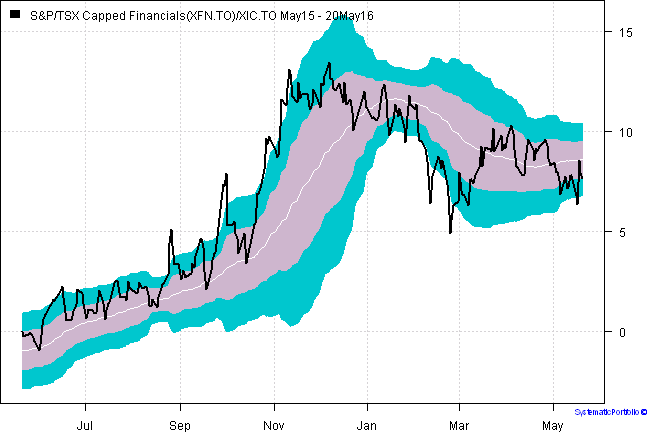 S&P/TSX Capped Financials(XFN.TO)/XIC.TO May15 - 20May16
15
10
5
0
Jul Sep Nov Jan Mar May
SystematicPortfolio ©